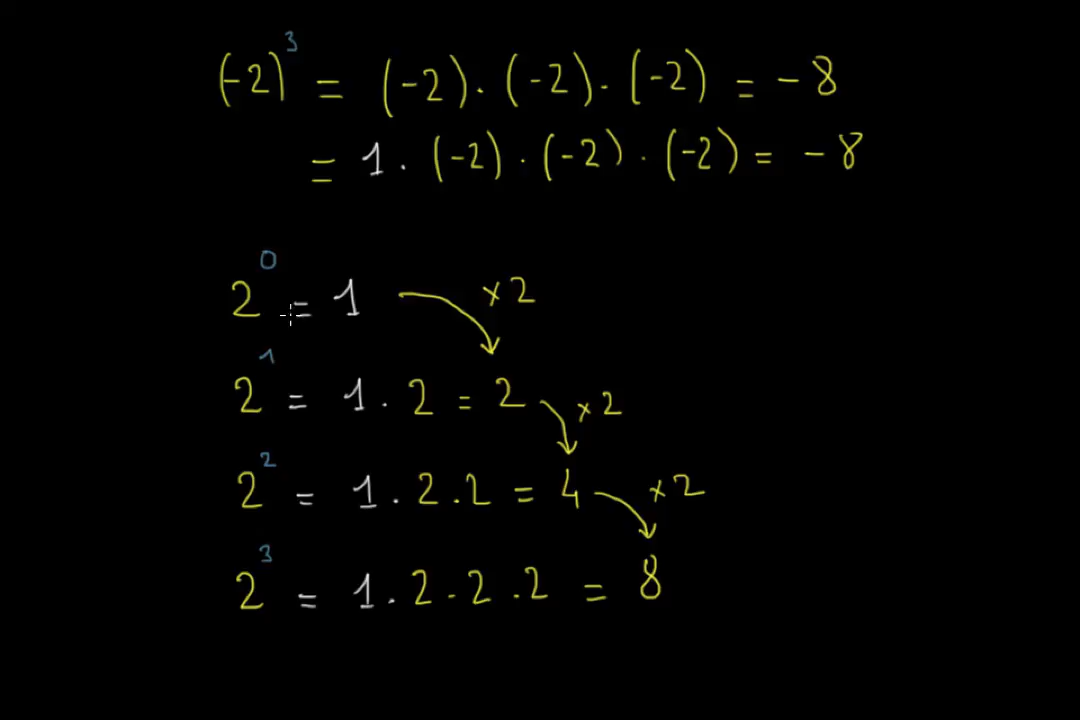 (-2)³ = (-2)·(-2)·(-2) = -8
= 1·(-2)·(-2)·(-2) = -8
2⁰ = 1 ×2
2¹ = 1·2 = 2 ×2
2² = 1·2·2 = 4 ×2
2³ = 1·2·2·2 = 8